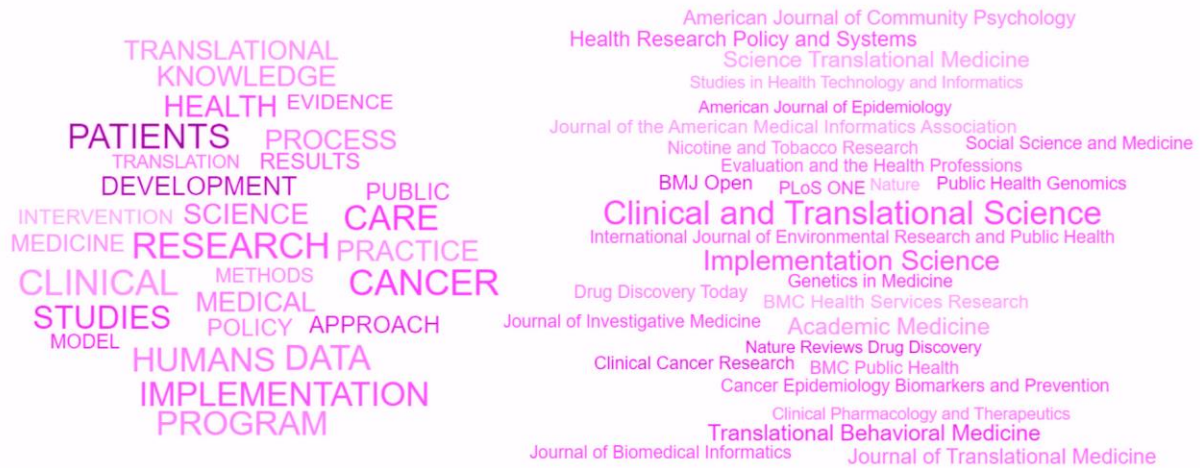 TRANSLATIONAL
KNOWLEDGE
HEALTH EVIDENCE
PATIENTS PROCESS
TRANSLATION RESULTS
DEVELOPMENT PUBLIC
INTERVENTION SCIENCE CARE
MEDICINE RESEARCH PRACTICE
CLINICAL METHODS CANCER
STUDIES MEDICAL
MODEL POLICY APPROACH
HUMANS DATA
IMPLEMENTATION
PROGRAM
American Journal of Community Psychology
Health Research Policy and Systems
Science Translational Medicine
Studies in Health Technology and Informatics
American Journal of Epidemiology
Journal of the American Medical Informatics Association
Nicotine and Tobacco Research Social Science and Medicine
Evaluation and the Health Professions
BMJ Open PLoS ONE Nature Public Health Genomics
Clinical and Translational Science
International Journal of Environmental Research and Public Health
Implementation Science
Genetics in Medicine
Drug Discovery Today BMC Health Services Research
Journal of Investigative Medicine Academic Medicine
Nature Reviews Drug Discovery
Clinical Cancer Research BMC Public Health
Cancer Epidemiology Biomarkers and Prevention
Clinical Pharmacology and Therapeutics
Translational Behavioral Medicine
Journal of Biomedical Informatics Journal of Translational Medicine